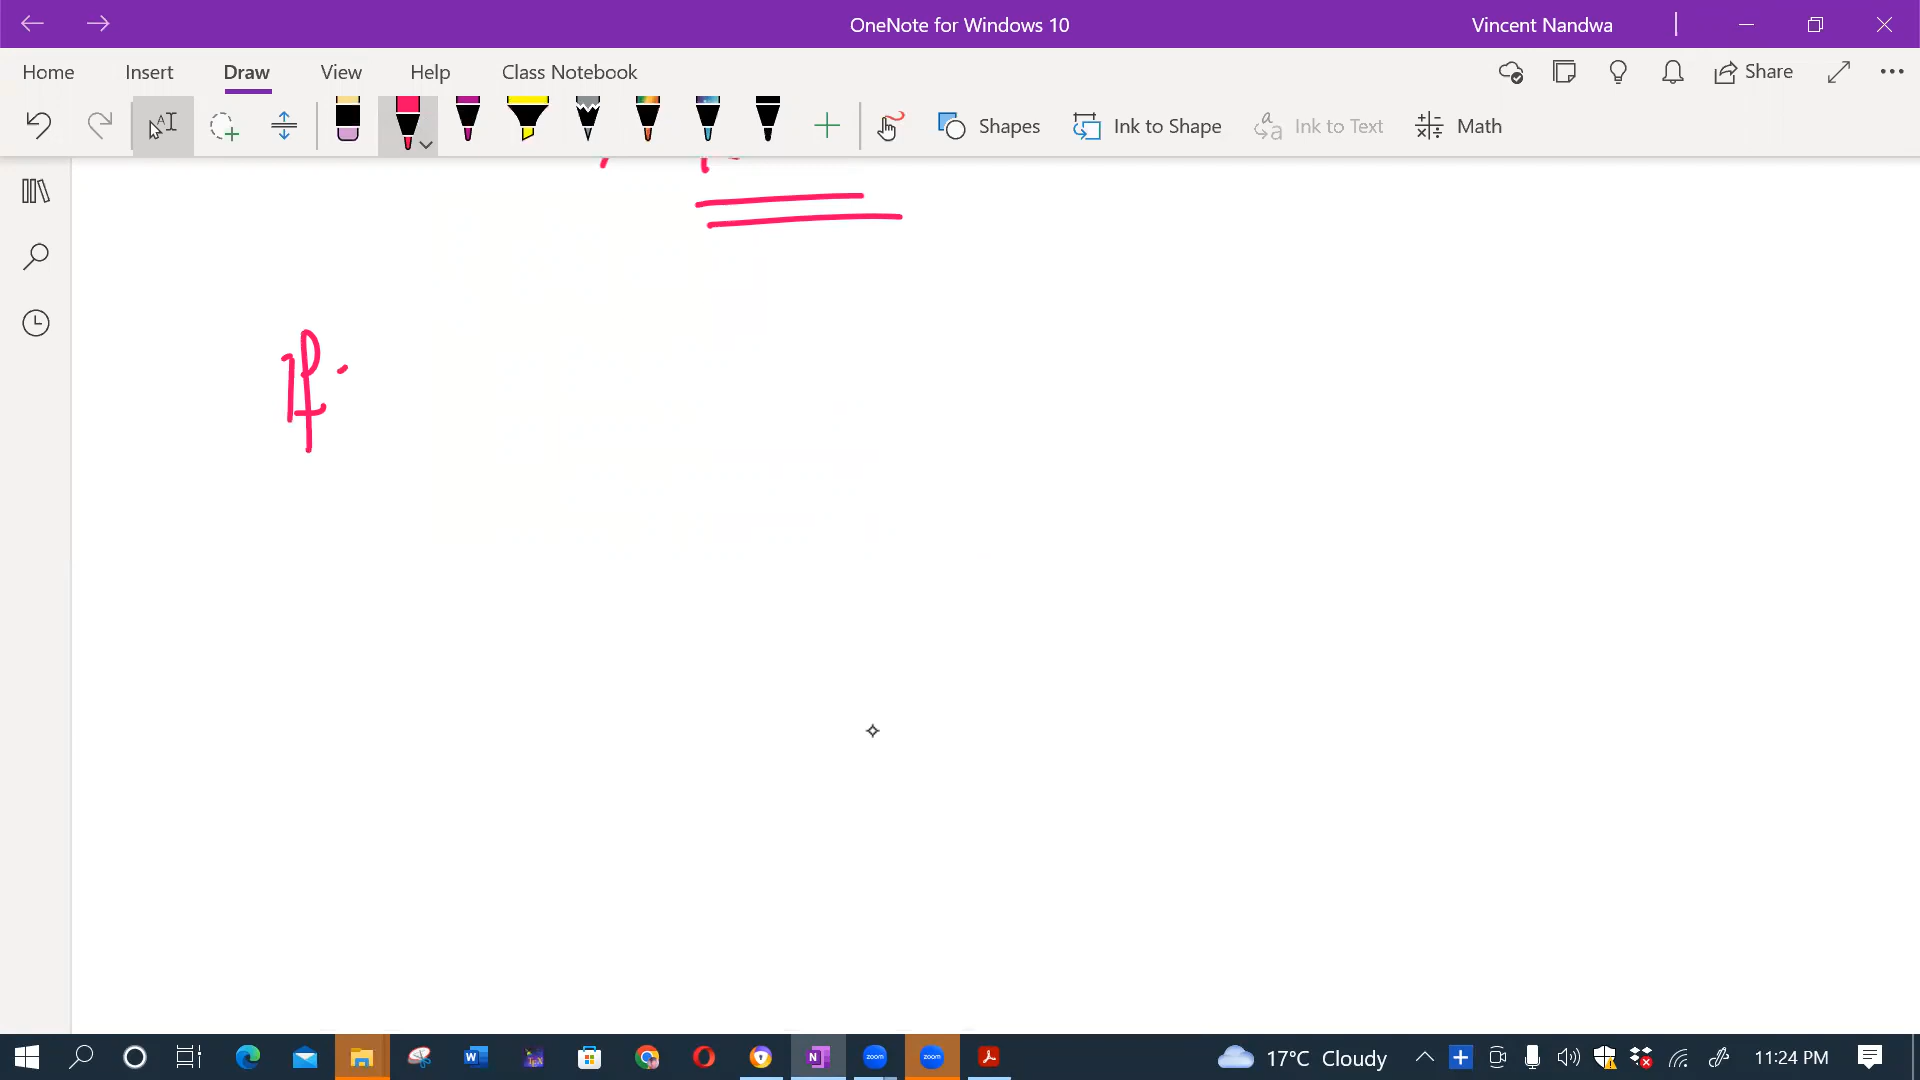 OneNote for Windows 10
Vincent Nandwa
Home Insert Draw View Help Class Notebook
Share
Shapes Ink to Shape Ink to Text Math
If
17°C Cloudy
11:24 PM